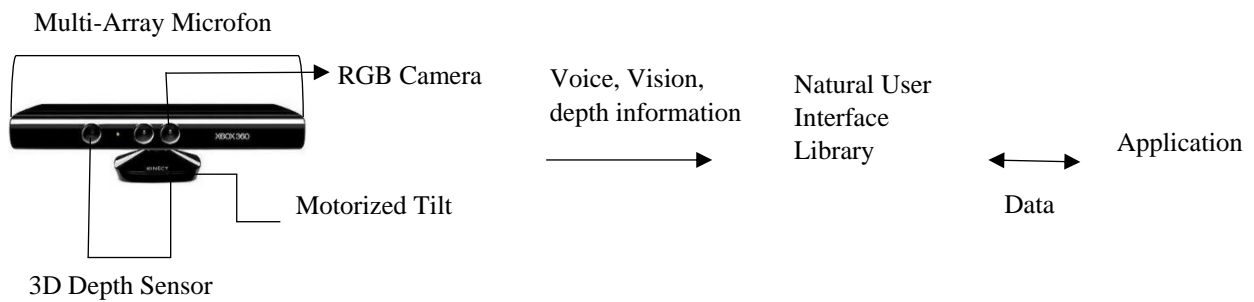 Multi-Array Microfon
RGB Camera
XBOX 360
KINECT
Motorized Tilt
3D Depth Sensor
Voice, Vision,
depth information
Natural User
Interface
Library
Data
Application